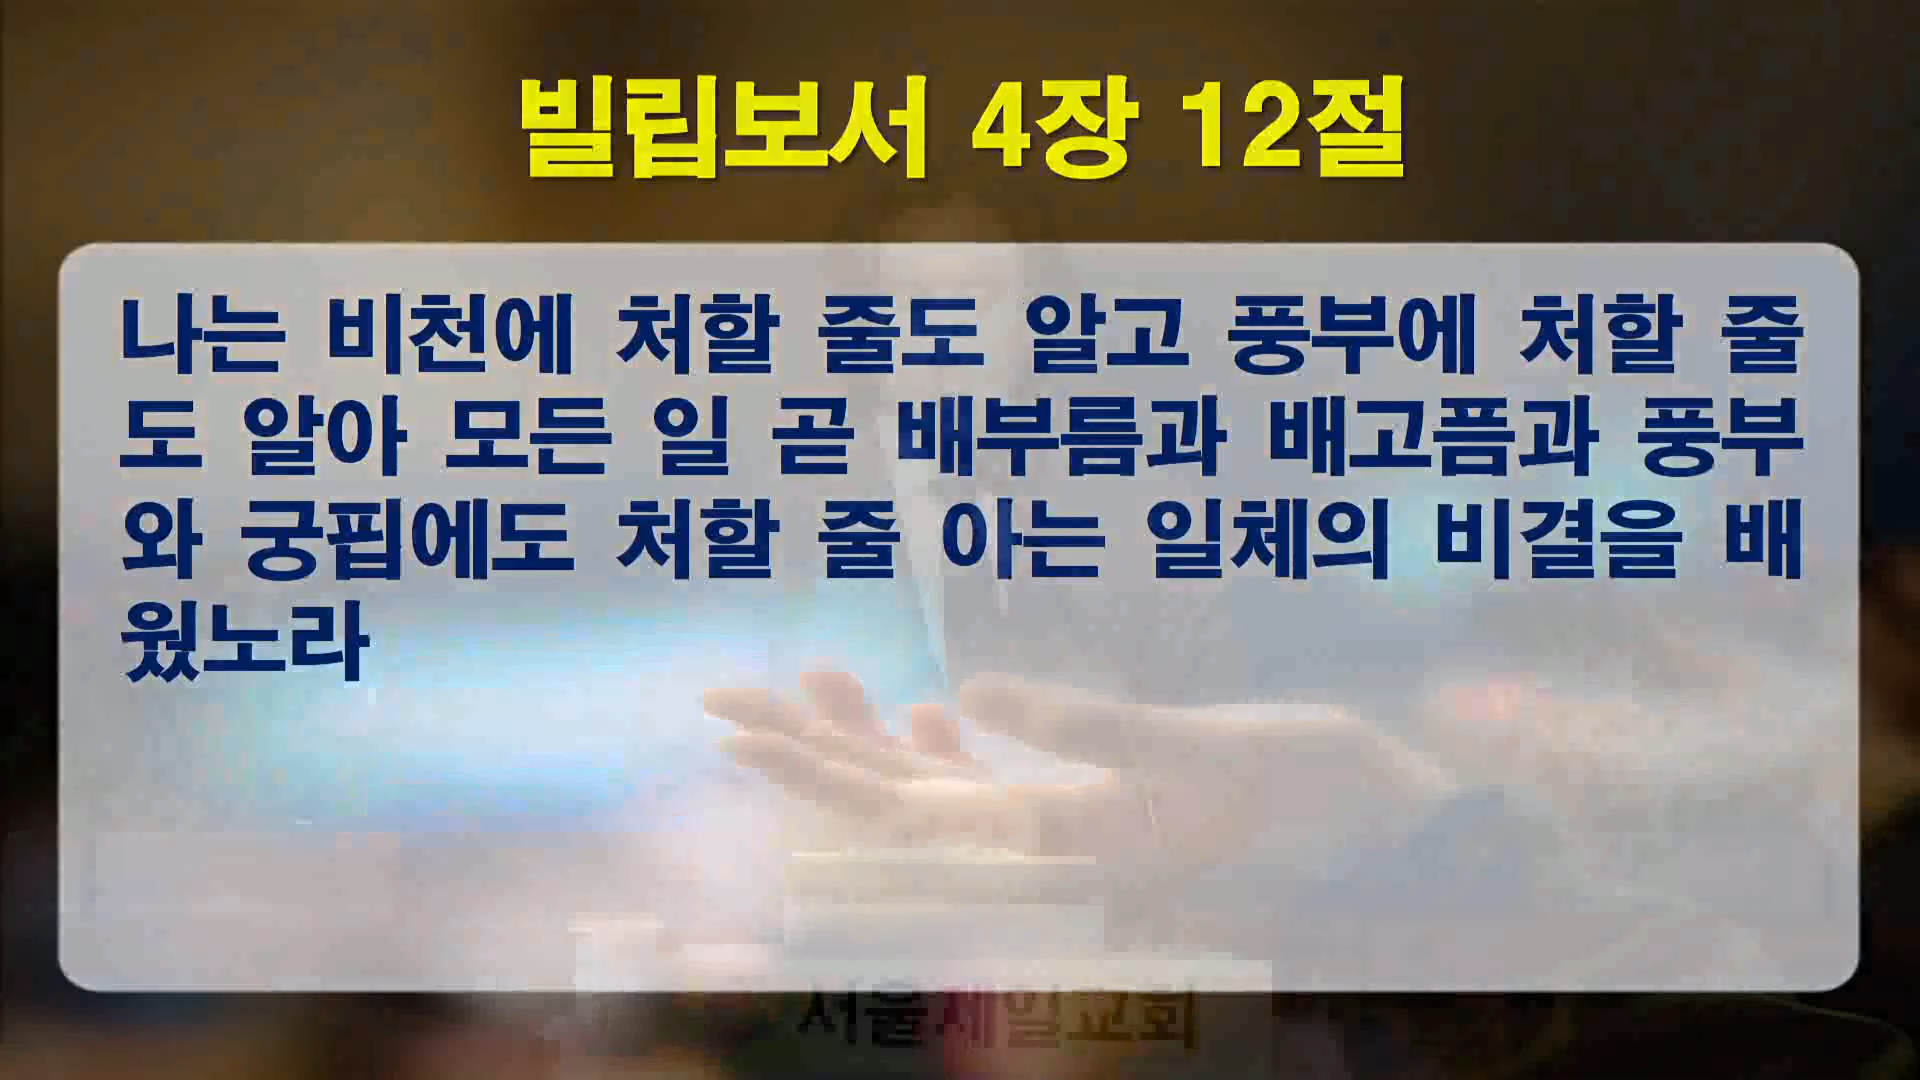 빌립보서 4장 12절
나는 비천에 처할 줄도 알고 풍부에 처할 줄
도 알아 모든 일 곧 배부름과 배고픔과 풍부
와 궁핍에도 처할 줄 아는 일체의 비결을 배
웠노라
서울제일교회